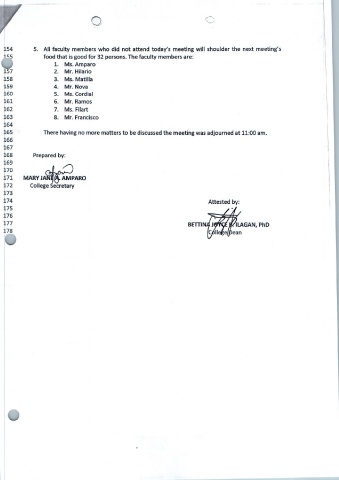 154 5. All faculty members who did not attend today's meeting will shoulder the next meeting's
155 food that is good for 32 persons. The faculty members are:
1. Ms. Amparo
157 2. Mr. Hilario
158 3. Ms. Matilla
159 4. Mr. Nova
160 5. Ms. Cordial
161 6. Mr. Ramos
162 7. Ms. Filart
163 8. Mr. Francisco
164
165 There having no more matters to be discussed the meeting was adjourned at 11:00 am.
166
167
168 Prepared by:
169
170
171 MARY JANE AMPARO
172 College Secretary
173
174 Attested by:
175
176
177 BETTINA JOYCE ILAGAN, PhD
178 College Dean